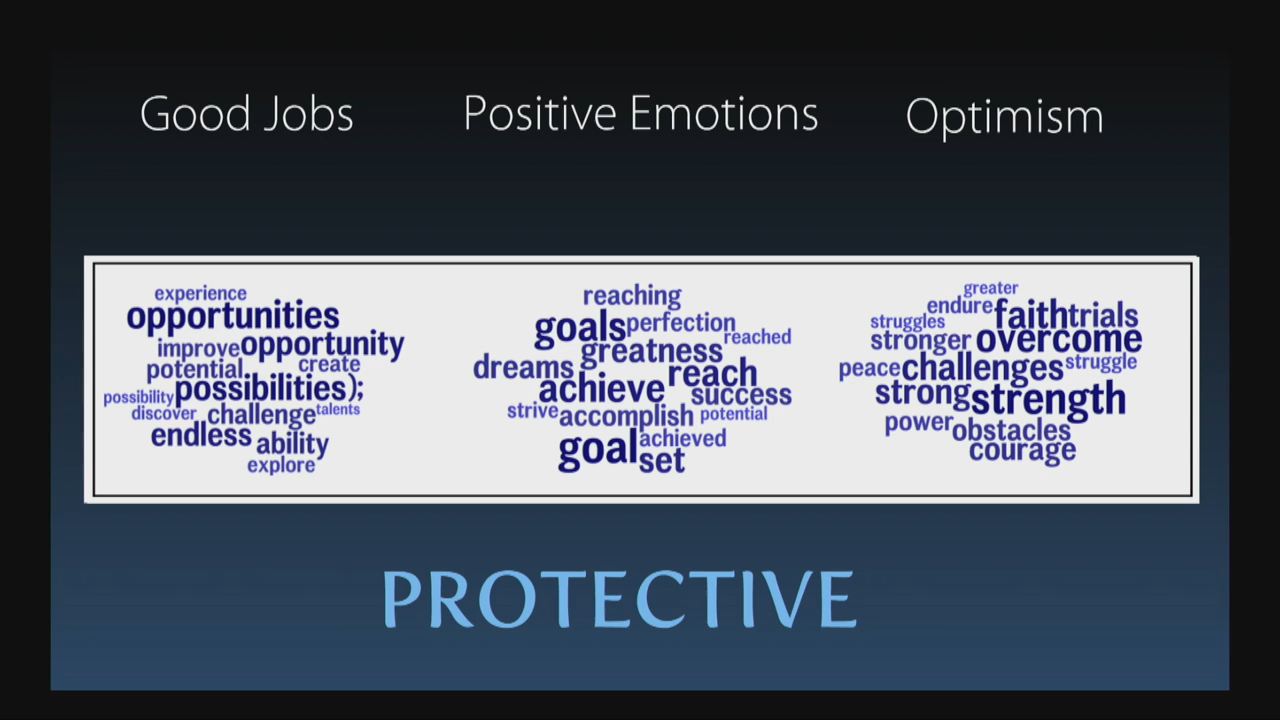 Good Jobs
Positive Emotions
Optimism
experience
opportunities
improve opportunity
potential create
possibilities);
possibility
discover challenge talents
endless ability
explore
reaching
goals perfection
reached
greatness
dreams reach
achieve success
strive accomplish potential
goal achieved
set
greater
endure faith trials
struggles
stronger overcome
peace challenges struggle
strong strength
power obstacles
courage
PROTECTIVE